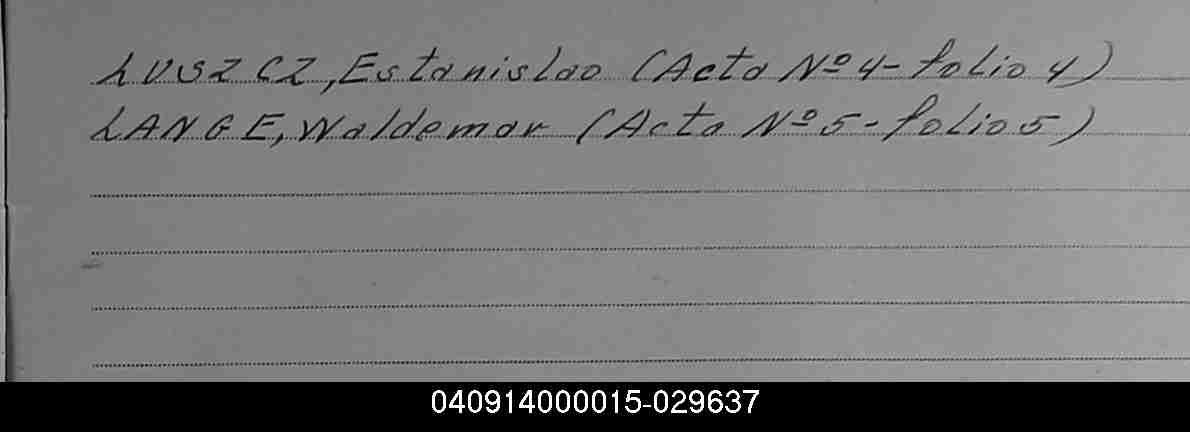 LUSZCZ, Estanislao (Acta Nº 4 - folio 4)
LANGE, Waldemar (Acta Nº 5 - folio 5)
040914000015-029637